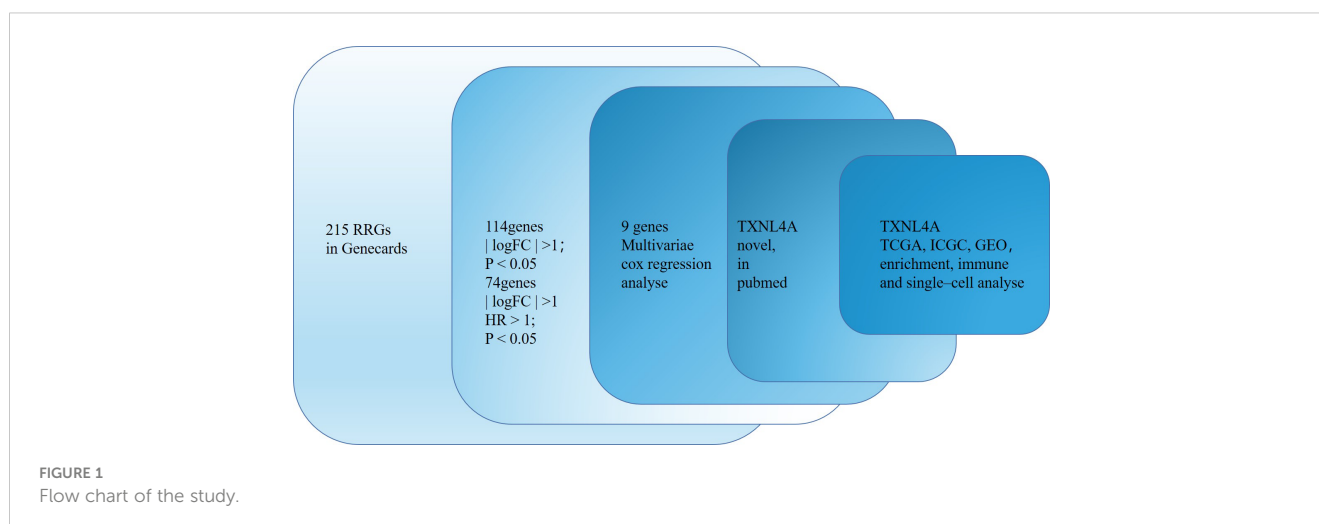 215 RRGs
in Genecards
114genes
| logFC | >1;
P < 0.05
74genes
| logFC | >1
HR > 1;
P < 0.05
9 genes
Multivariae
cox regression
analyse
TXNL4A
novel,
in
pubmed
TXNL4A
TCGA, ICGC, GEO,
enrichment, immune
and single–cell analyse
FIGURE 1
Flow chart of the study.